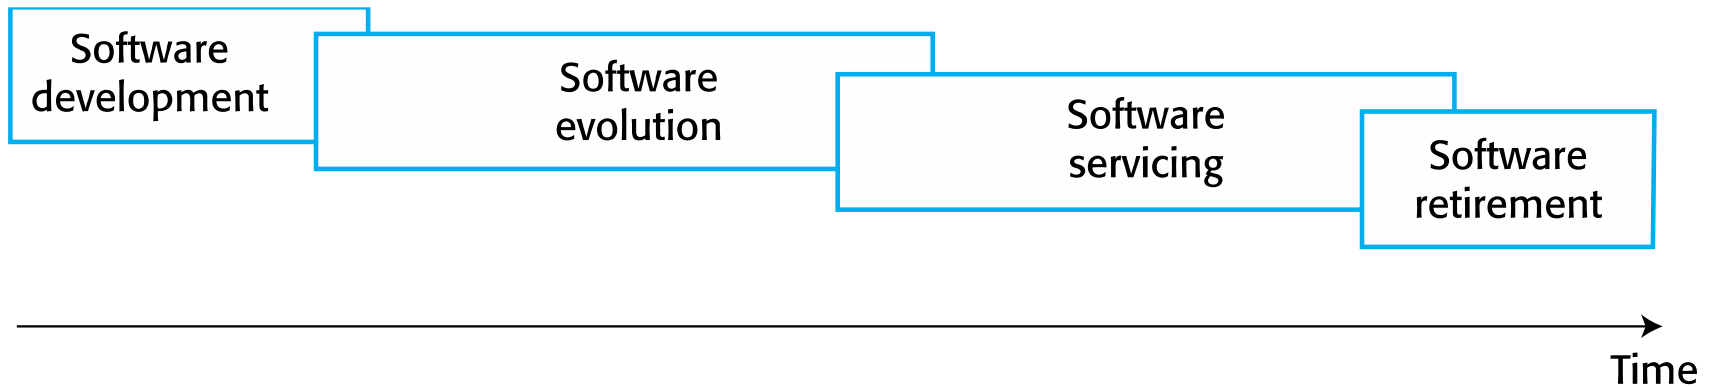 Software
development
Software
evolution
Software
servicing
Software
retirement
Time